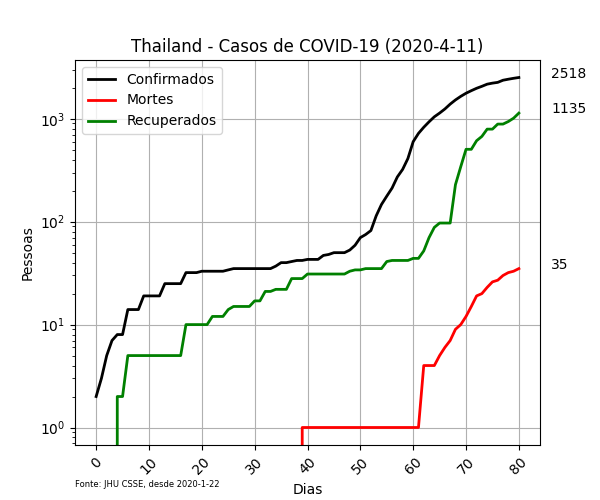 Thailand - Casos de COVID-19 (2020-4-11)
Confirmados
Mortes
Recuperados
2518
1135
35
10³
10²
10¹
10⁰
Pessoas
0 10 20 30 40 50 60 70 80
Dias
Fonte: JHU CSSE, desde 2020-1-22